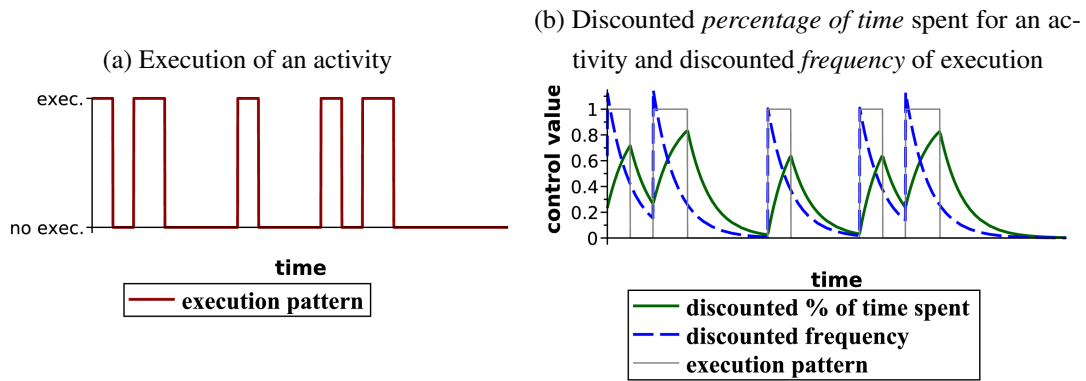 (a) Execution of an activity
exec.
no exec.
time
execution pattern
(b) Discounted percentage of time spent for an ac-
tivity and discounted frequency of execution
control value
1
0.8
0.6
0.4
0.2
0
time
discounted % of time spent
discounted frequency
execution pattern